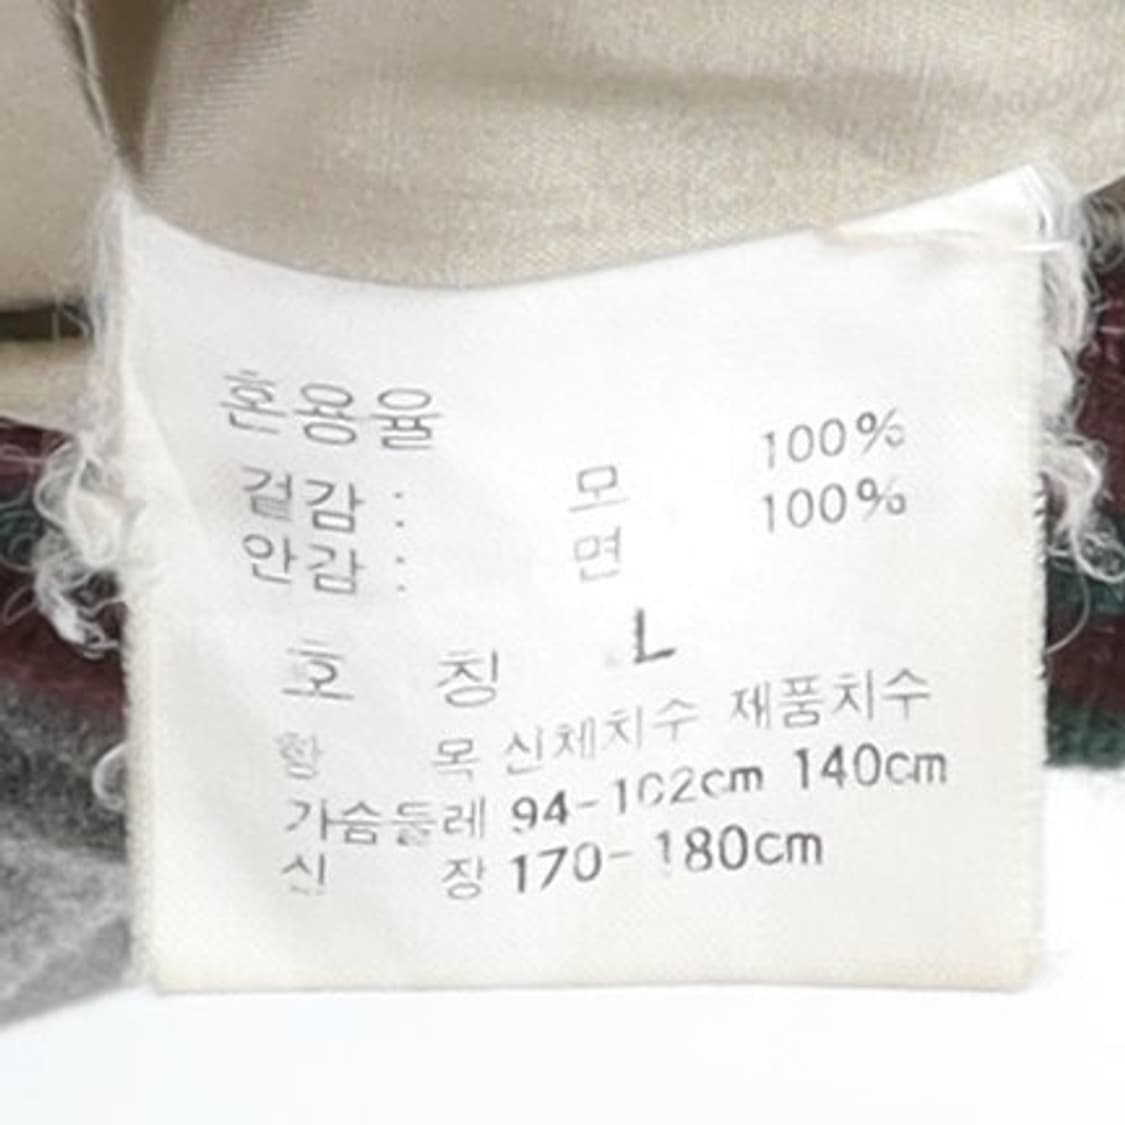 혼용율
겉감 : 모 100%
안감 : 면 100%
호 칭 L
항 목 신체치수 제품치수
가슴둘레 94-102cm 140cm
신 장 170-180cm